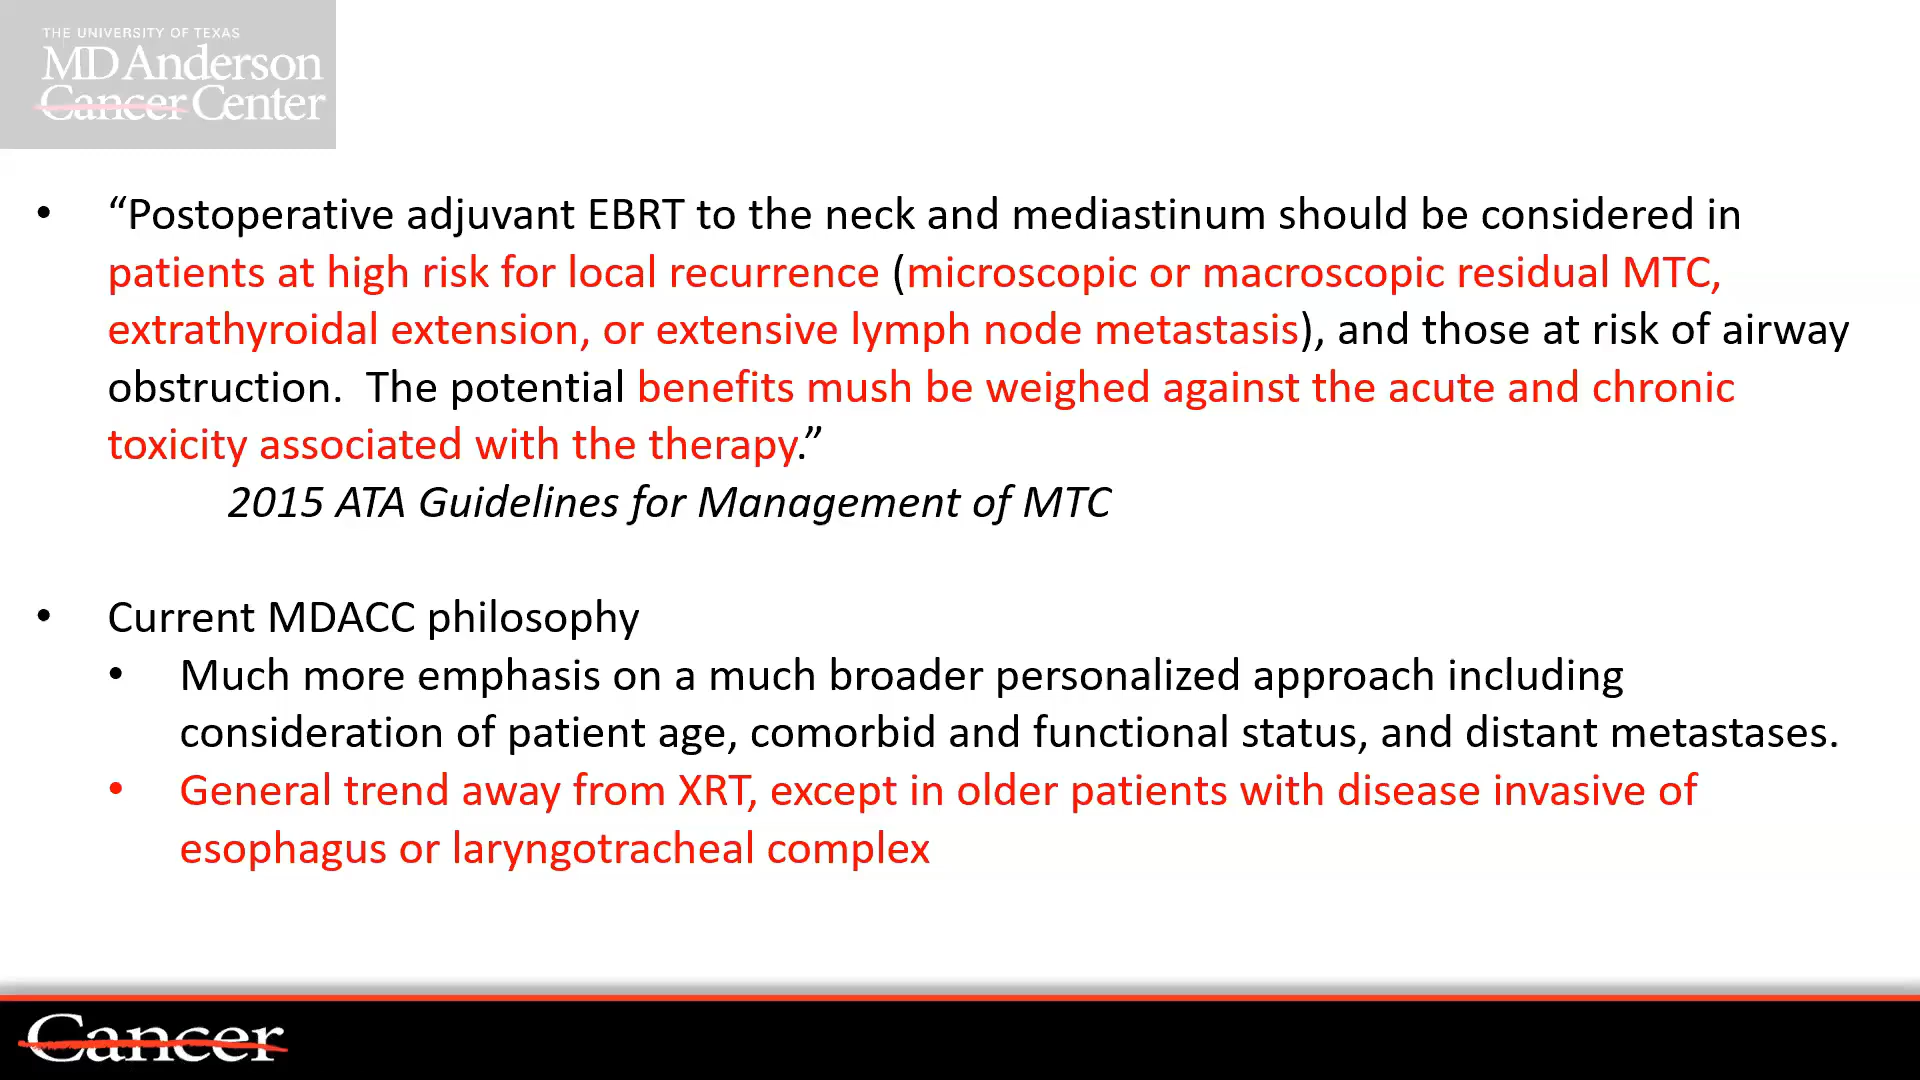 THE UNIVERSITY OF TEXAS
MD Anderson
Cancer Center
• “Postoperative adjuvant EBRT to the neck and mediastinum should be considered in
patients at high risk for local recurrence (microscopic or macroscopic residual MTC,
extrathyroidal extension, or extensive lymph node metastasis), and those at risk of airway
obstruction.  The potential benefits mush be weighed against the acute and chronic
toxicity associated with the therapy.”
2015 ATA Guidelines for Management of MTC
• Current MDACC philosophy
• Much more emphasis on a much broader personalized approach including
consideration of patient age, comorbid and functional status, and distant metastases.
• General trend away from XRT, except in older patients with disease invasive of
esophagus or laryngotracheal complex
Cancer